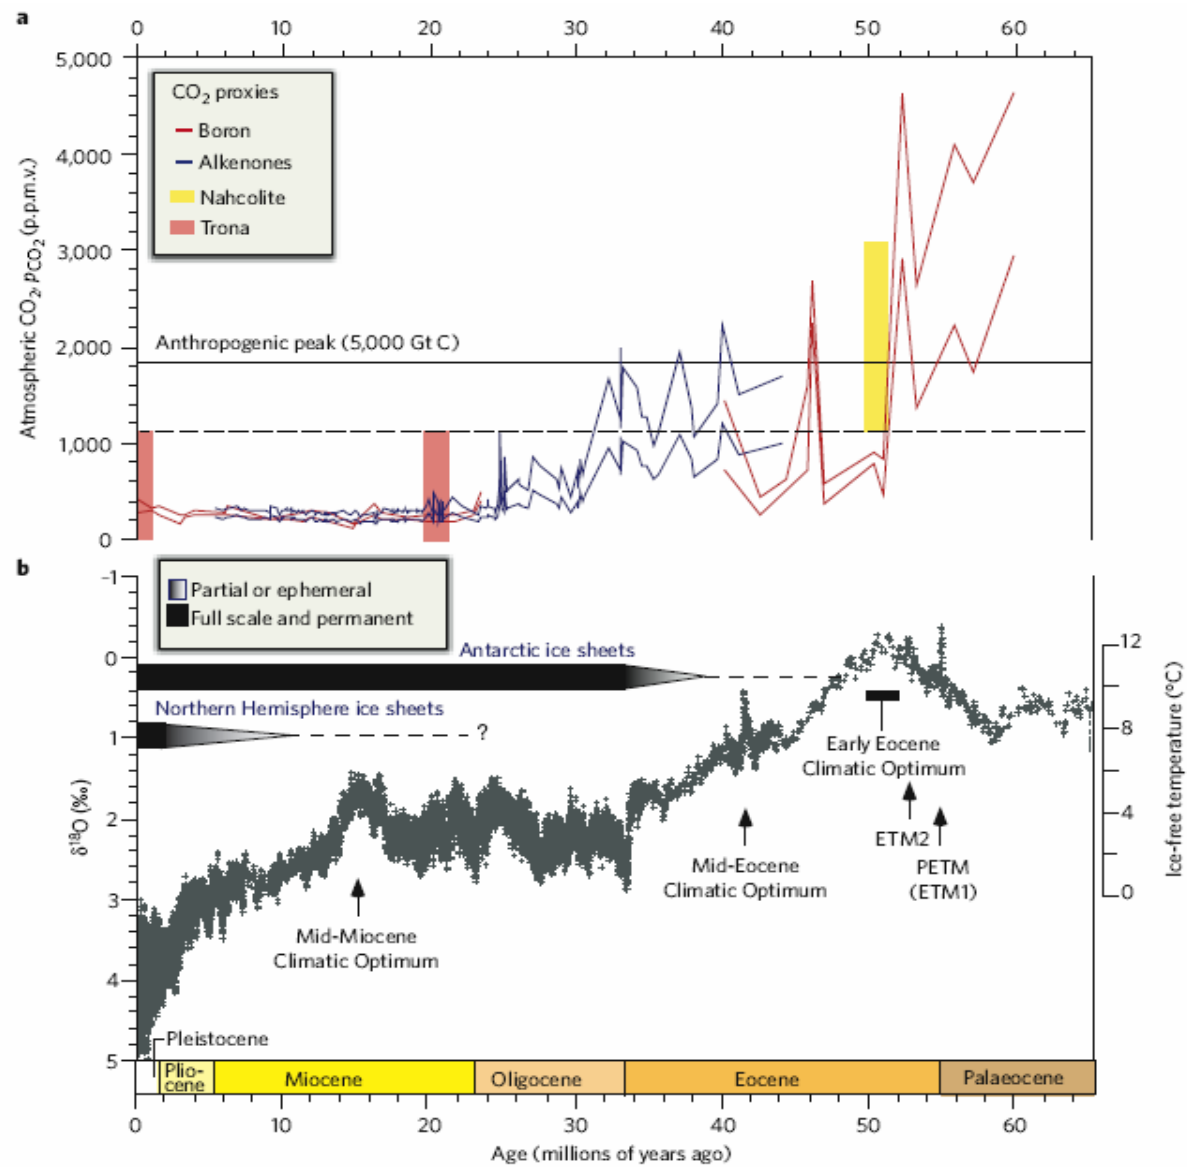 a
0 10 20 30 40 50 60
5,000
4,000
3,000
2,000
1,000
0
Atmospheric CO₂, pCO₂ (p.p.m.v.)
CO₂ proxies
Boron
Alkenones
Nahcolite
Trona
Anthropogenic peak (5,000 Gt C)
b
-1
0
1
2
3
4
5
δ¹⁸O (‰)
Partial or ephemeral
Full scale and permanent
Antarctic ice sheets
Northern Hemisphere ice sheets
?
12
8
4
0
Ice-free temperature (°C)
Early Eocene
Climatic Optimum
ETM2
PETM
(ETM1)
Mid-Eocene
Climatic Optimum
Mid-Miocene
Climatic Optimum
Pleistocene
Plio-
cene
Miocene
Oligocene
Eocene
Palaeocene
0 10 20 30 40 50 60
Age (millions of years ago)